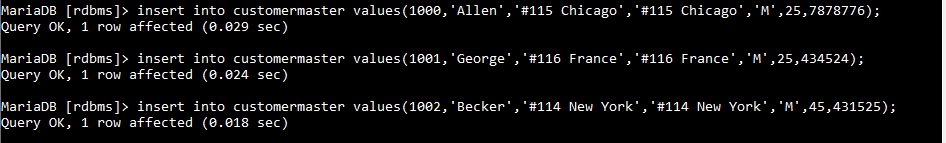 MariaDB [rdbms]> insert into customermaster values(1000,'Allen','#115 Chicago','#115 Chicago','M',25,7878776);
Query OK, 1 row affected (0.029 sec)
MariaDB [rdbms]> insert into customermaster values(1001,'George','#116 France','#116 France','M',25,434524);
Query OK, 1 row affected (0.024 sec)
MariaDB [rdbms]> insert into customermaster values(1002,'Becker','#114 New York','#114 New York','M',45,431525);
Query OK, 1 row affected (0.018 sec)